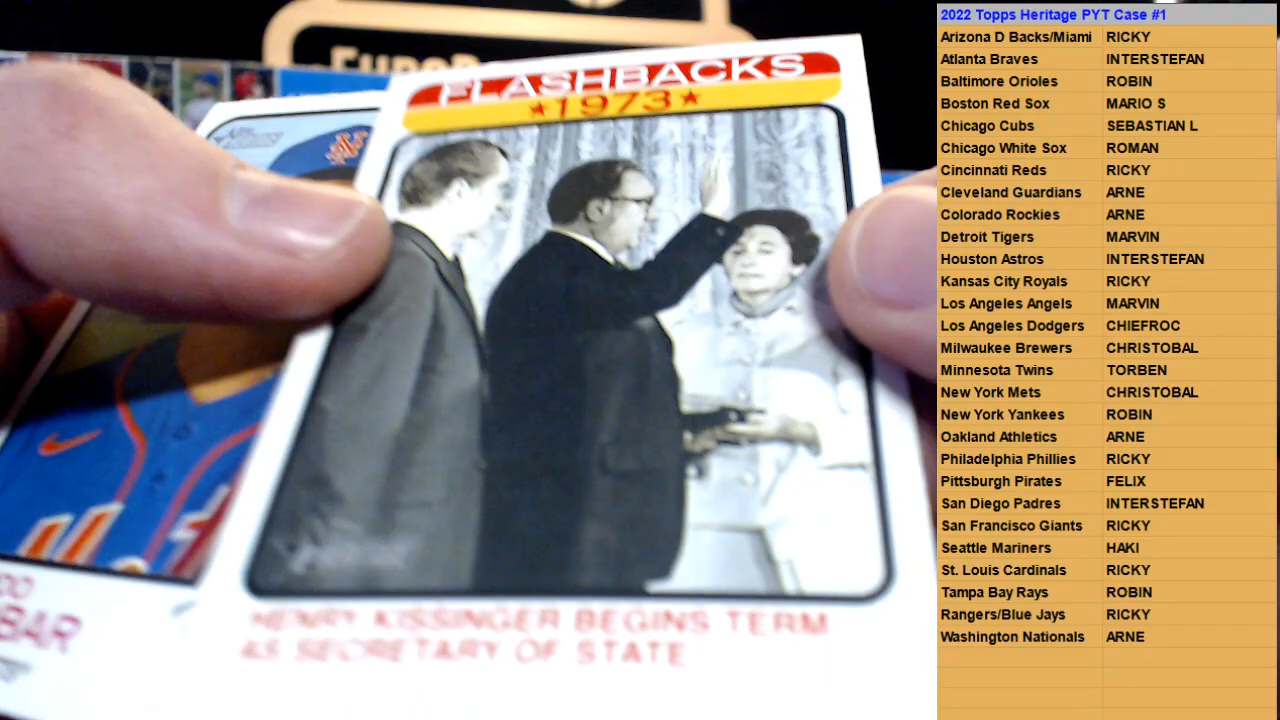 FLASHBACKS
1973
HENRY KISSINGER BEGINS TERM
AS SECRETARY OF STATE
2022 Topps Heritage PYT Case #1
Arizona D Backs/Miami RICKY
Atlanta Braves INTERSTEFAN
Baltimore Orioles ROBIN
Boston Red Sox MARIO S
Chicago Cubs SEBASTIAN L
Chicago White Sox ROMAN
Cincinnati Reds RICKY
Cleveland Guardians ARNE
Colorado Rockies ARNE
Detroit Tigers MARVIN
Houston Astros INTERSTEFAN
Kansas City Royals RICKY
Los Angeles Angels MARVIN
Los Angeles Dodgers CHIEFROC
Milwaukee Brewers CHRISTOBAL
Minnesota Twins TORBEN
New York Mets CHRISTOBAL
New York Yankees ROBIN
Oakland Athletics ARNE
Philadelphia Phillies RICKY
Pittsburgh Pirates FELIX
San Diego Padres INTERSTEFAN
San Francisco Giants RICKY
Seattle Mariners HAKI
St. Louis Cardinals RICKY
Tampa Bay Rays ROBIN
Rangers/Blue Jays RICKY
Washington Nationals ARNE